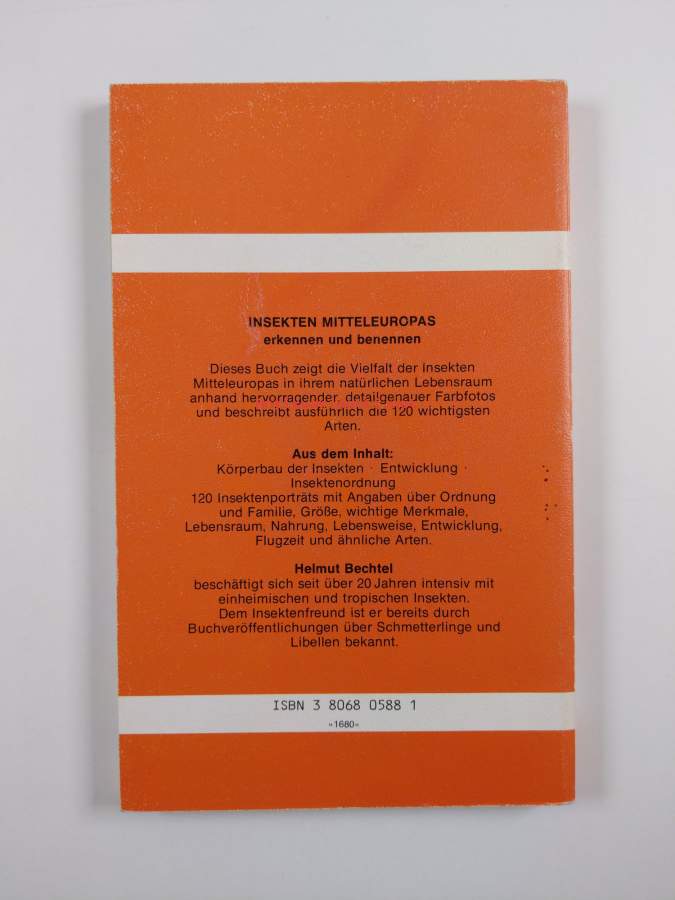 INSEKTEN MITTELEUROPAS
erkennen und benennen
Dieses Buch zeigt die Vielfalt der Insekten
Mitteleuropas in ihrem natürlichen Lebensraum
anhand hervorragender, detailgenauer Farbfotos
und beschreibt ausführlich die 120 wichtigsten
Arten.
Aus dem Inhalt:
Körperbau der Insekten · Entwicklung ·
Insektenordnung
120 Insektenporträts mit Angaben über Ordnung
und Familie, Größe, wichtige Merkmale,
Lebensraum, Nahrung, Lebensweise, Entwicklung,
Flugzeit und ähnliche Arten.
Helmut Bechtel
beschäftigt sich seit über 20 Jahren intensiv mit
einheimischen und tropischen Insekten.
Dem Insektenfreund ist er bereits durch
Buchveröffentlichungen über Schmetterlinge und
Libellen bekannt.
ISBN 3 8068 0588 1
»1680«